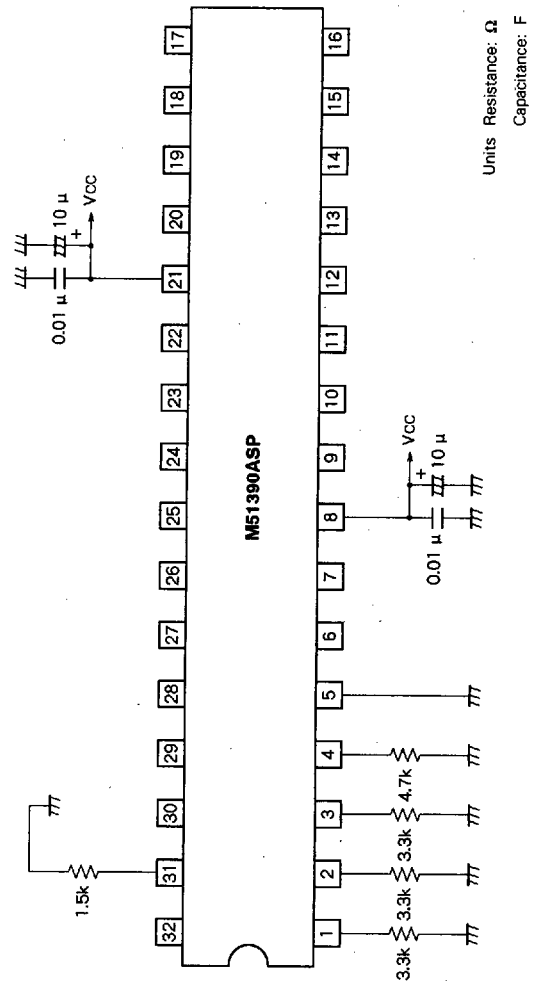 32
31
30
29
28
27
26
25
24
23
22
21
20
19
18
17
1.5k
0.01 µ
10 µ
+
Vcc
M51390ASP
1
2
3
4
5
6
7
8
9
10
11
12
13
14
15
16
3.3k
3.3k
3.3k
4.7k
0.01 µ
10 µ
+
Vcc
Units Resistance: Ω
Capacitance: F